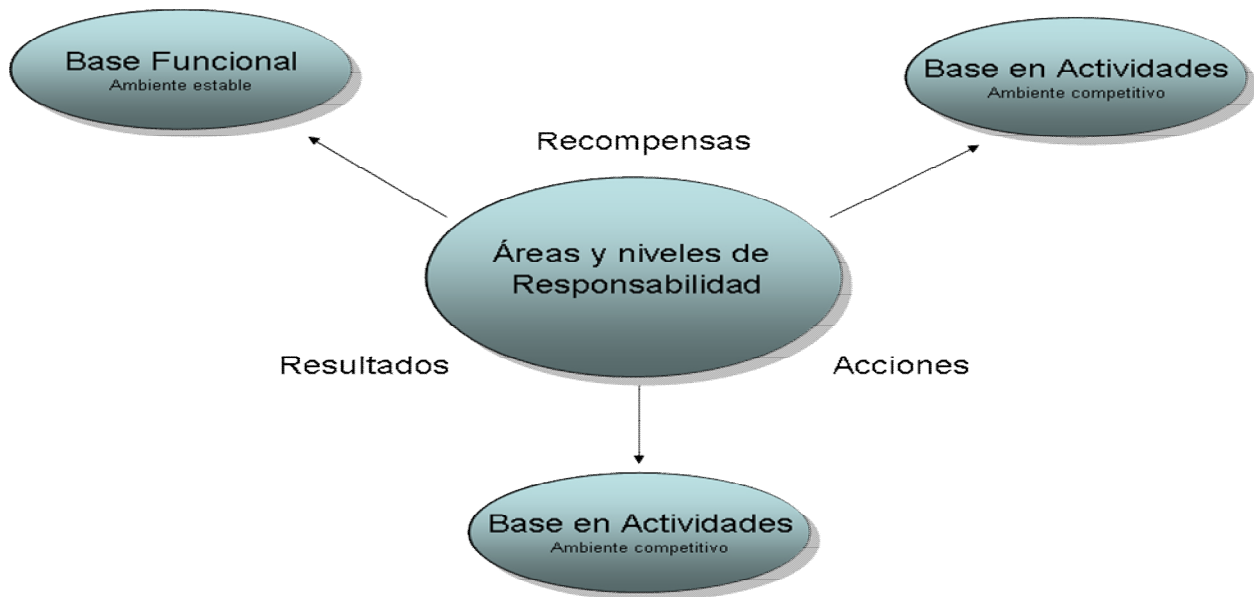 Base Funcional
Ambiente estable
Base en Actividades
Ambiente competitivo
Recompensas
Áreas y niveles de
Responsabilidad
Resultados
Acciones
Base en Actividades
Ambiente competitivo